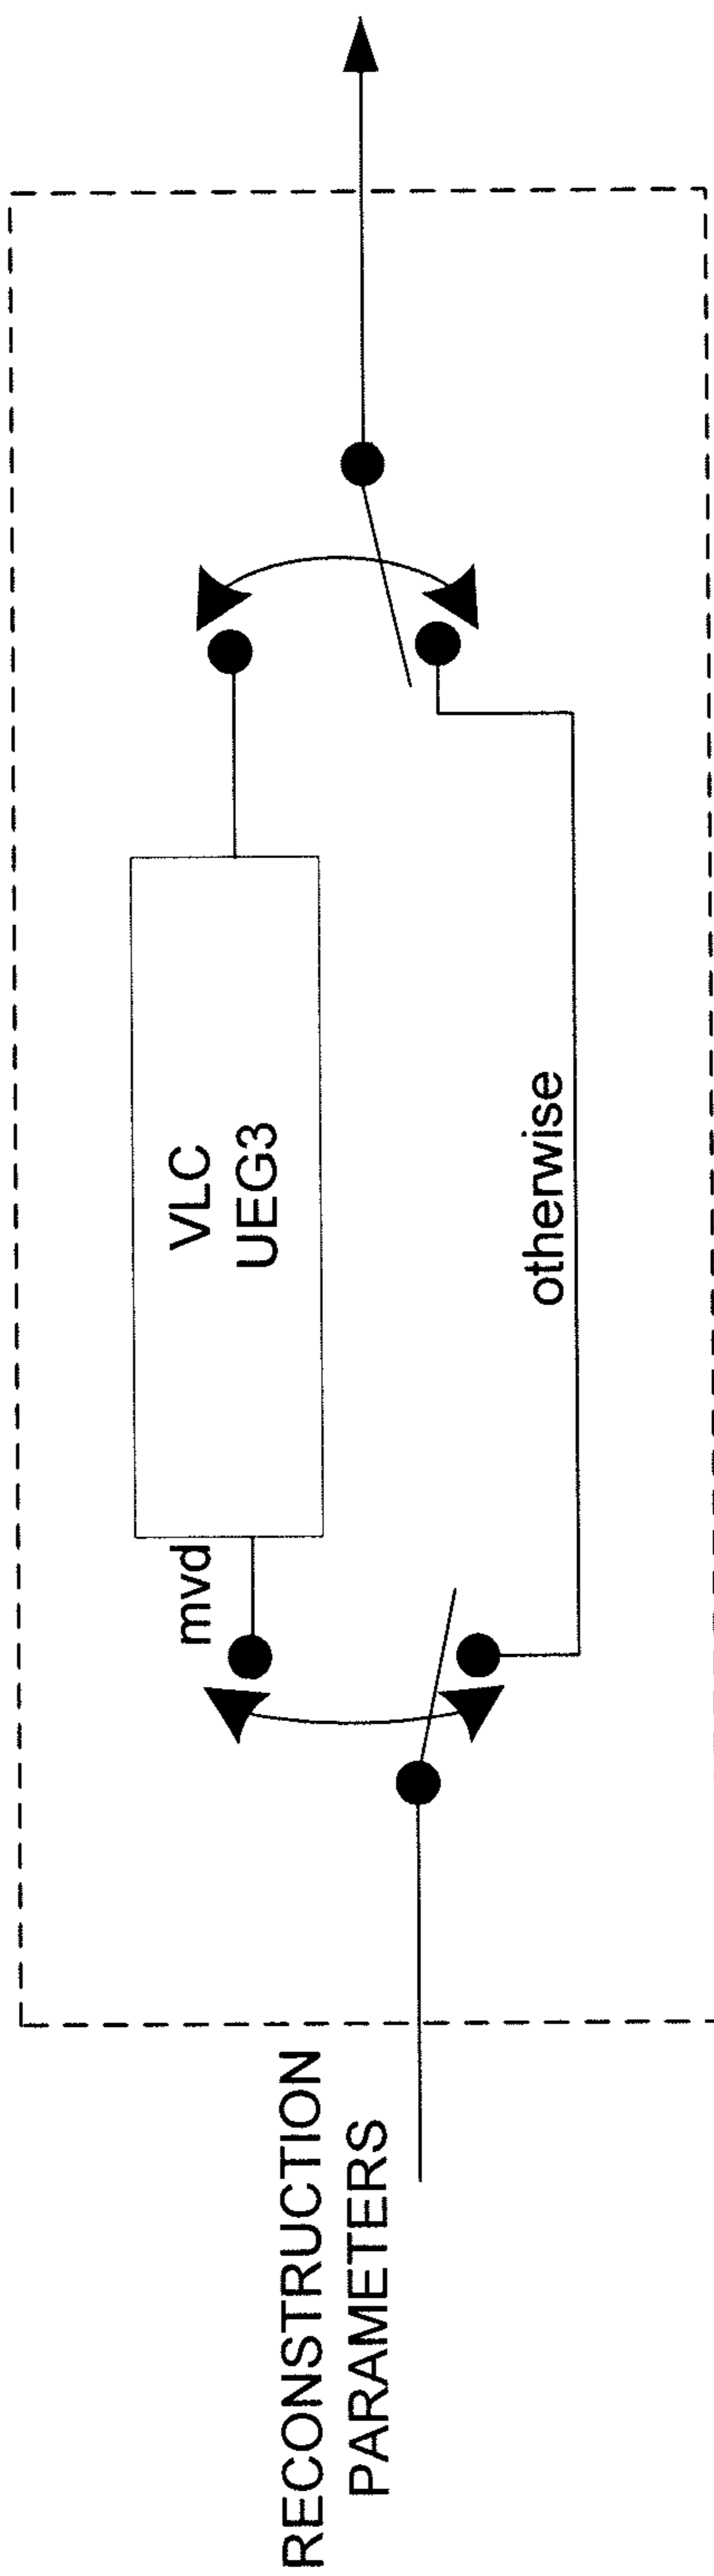 RECONSTRUCTION
PARAMETERS
mvd
VLC
UEG3
otherwise